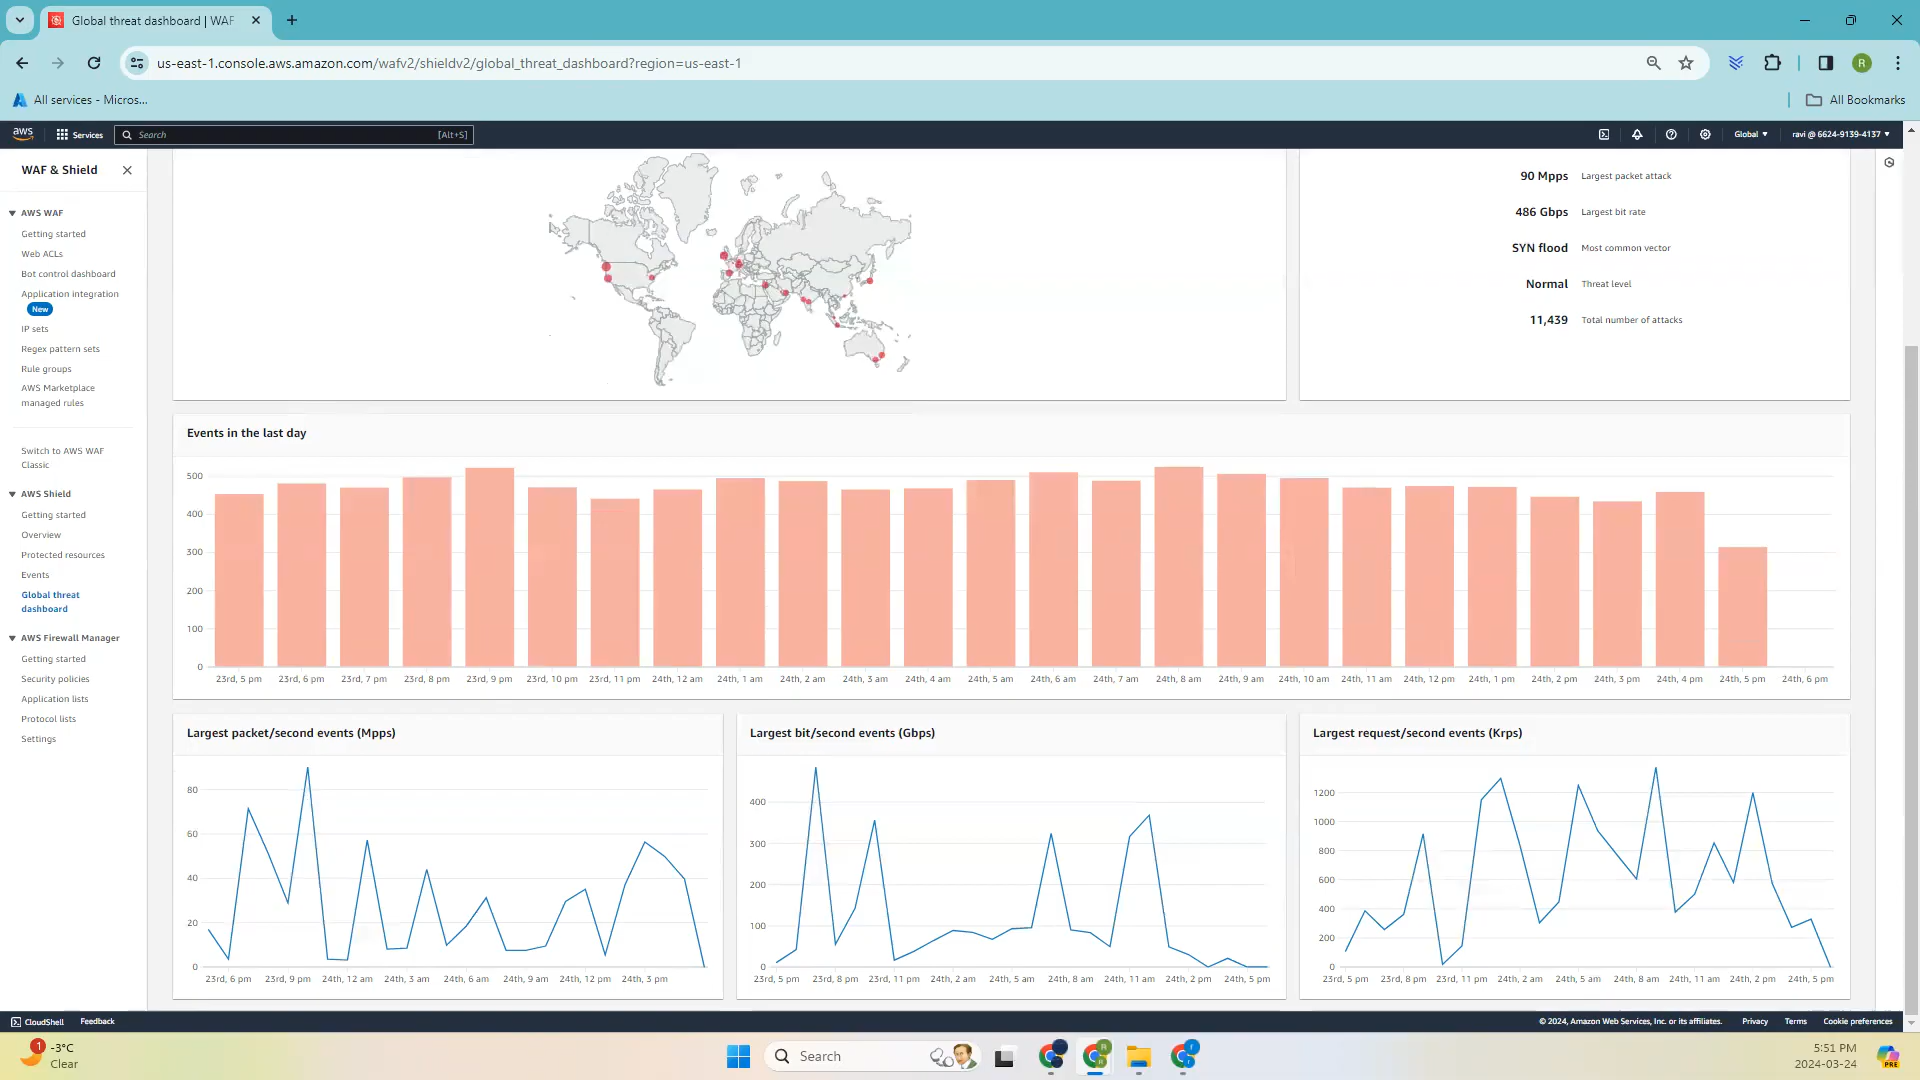 Global threat dashboard | WAF
us-east-1.console.aws.amazon.com/wafv2/shieldv2/global_threat_dashboard?region=us-east-1
R
All services - Micros...
All Bookmarks
aws
Services
Search
[Alt+S]
Global
ravi @ 6624-9139-4137
WAF & Shield
AWS WAF
Getting started
Web ACLs
Bot control dashboard
Application integration
New
IP sets
Regex pattern sets
Rule groups
AWS Marketplace
managed rules
Switch to AWS WAF
Classic
AWS Shield
Getting started
Overview
Protected resources
Events
Global threat
dashboard
AWS Firewall Manager
Getting started
Security policies
Application lists
Protocol lists
Settings
90 Mpps Largest packet attack
486 Gbps Largest bit rate
SYN flood Most common vector
Normal Threat level
11,439 Total number of attacks
Events in the last day
500
400
300
200
100
0
23rd, 5 pm 23rd, 6 pm 23rd, 7 pm 23rd, 8 pm 23rd, 9 pm 23rd, 10 pm 23rd, 11 pm 24th, 12 am 24th, 1 am 24th, 2 am 24th, 3 am 24th, 4 am 24th, 5 am 24th, 6 am 24th, 7 am 24th, 8 am 24th, 9 am 24th, 10 am 24th, 11 am 24th, 12 pm 24th, 1 pm 24th, 2 pm 24th, 3 pm 24th, 4 pm 24th, 5 pm 24th, 6 pm
Largest packet/second events (Mpps)
80
60
40
20
0
23rd, 6 pm 23rd, 9 pm 24th, 12 am 24th, 3 am 24th, 6 am 24th, 9 am 24th, 12 pm 24th, 3 pm
Largest bit/second events (Gbps)
400
300
200
100
0
23rd, 5 pm 23rd, 8 pm 23rd, 11 pm 24th, 2 am 24th, 5 am 24th, 8 am 24th, 11 am 24th, 2 pm 24th, 5 pm
Largest request/second events (Krps)
1200
1000
800
600
400
200
0
23rd, 5 pm 23rd, 8 pm 23rd, 11 pm 24th, 2 am 24th, 5 am 24th, 8 am 24th, 11 am 24th, 2 pm 24th, 5 pm
CloudShell
Feedback
© 2024, Amazon Web Services, Inc. or its affiliates.
Privacy
Terms
Cookie preferences
1
-3°C
Clear
Search
5:51 PM
2024-03-24
PRE